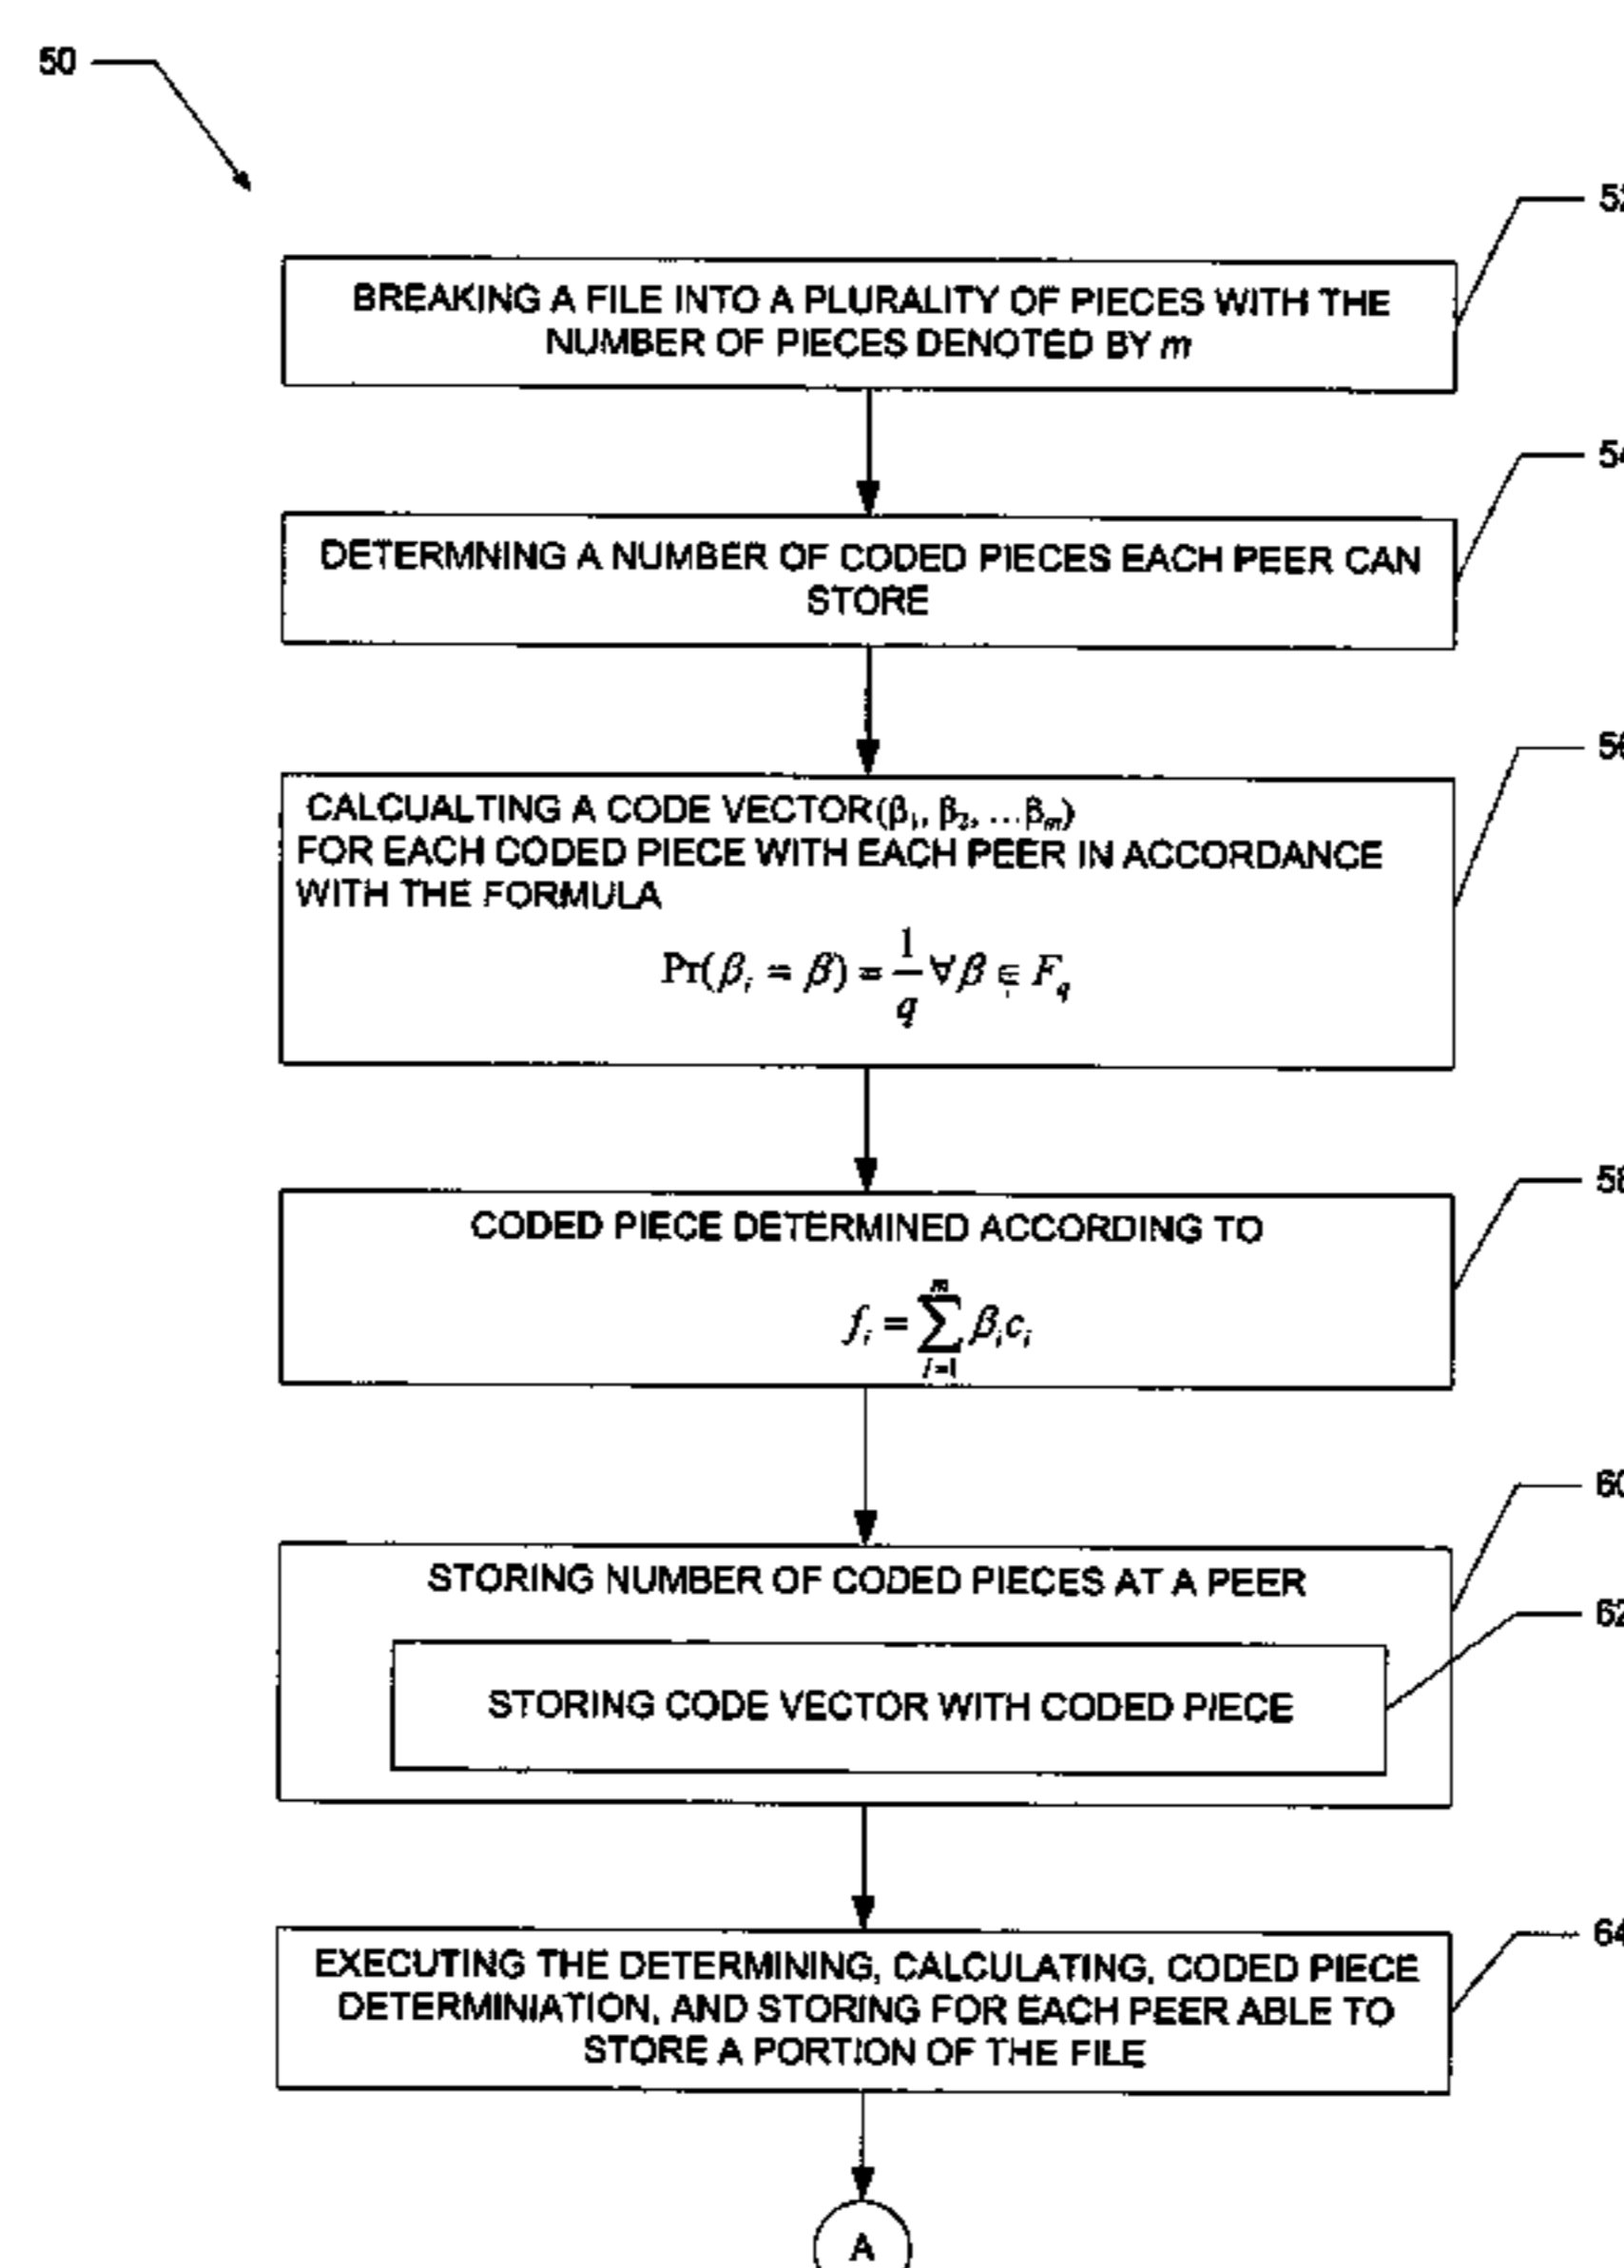 50
52
BREAKING A FILE INTO A PLURALITY OF PIECES WITH THE
NUMBER OF PIECES DENOTED BY m
54
DETERMNING A NUMBER OF CODED PIECES EACH PEER CAN
STORE
56
CALCUALTING A CODE VECTOR (β₁, β₂, …βₘ)
FOR EACH CODED PIECE WITH EACH PEER IN ACCORDANCE
WITH THE FORMULA
Pr(βᵢ = β) = 1/q ∀β ∈ F_q
58
CODED PIECE DETERMINED ACCORDING TO
fᵢ = ∑ᵢ₌₁ᵐ βᵢcᵢ
60
STORING NUMBER OF CODED PIECES AT A PEER
62
STORING CODE VECTOR WITH CODED PIECE
64
EXECUTING THE DETERMINING, CALCULATING, CODED PIECE
DETERMINIATION, AND STORING FOR EACH PEER ABLE TO
STORE A PORTION OF THE FILE
A